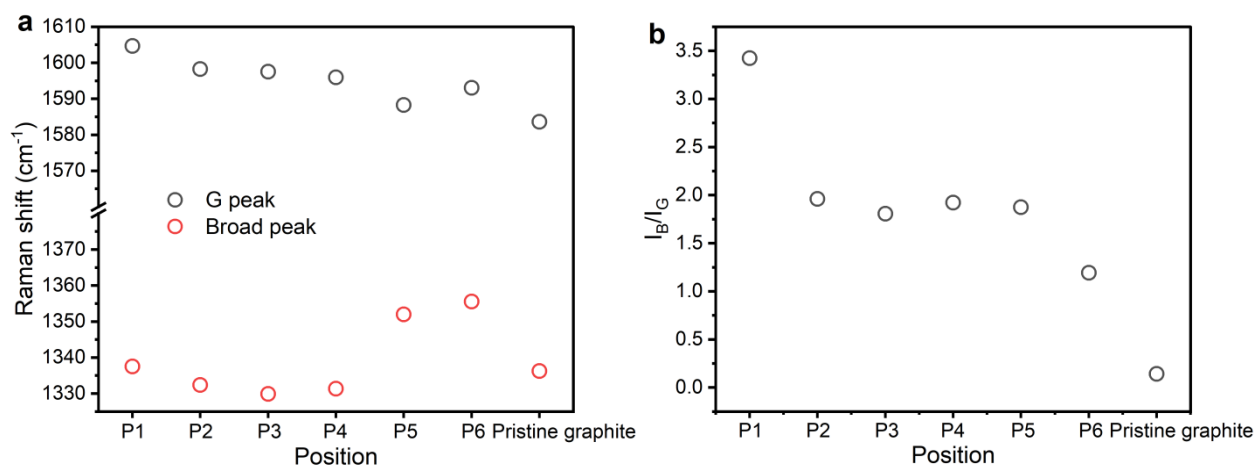 a
1610
1600
1590
1580
1570
1370
1360
1350
1340
1330
Raman shift (cm⁻¹)
G peak
Broad peak
P1 P2 P3 P4 P5 P6 Pristine graphite
Position
b
3.5
3.0
2.5
2.0
1.5
1.0
0.5
0.0
I_B/I_G
P1 P2 P3 P4 P5 P6 Pristine graphite
Position